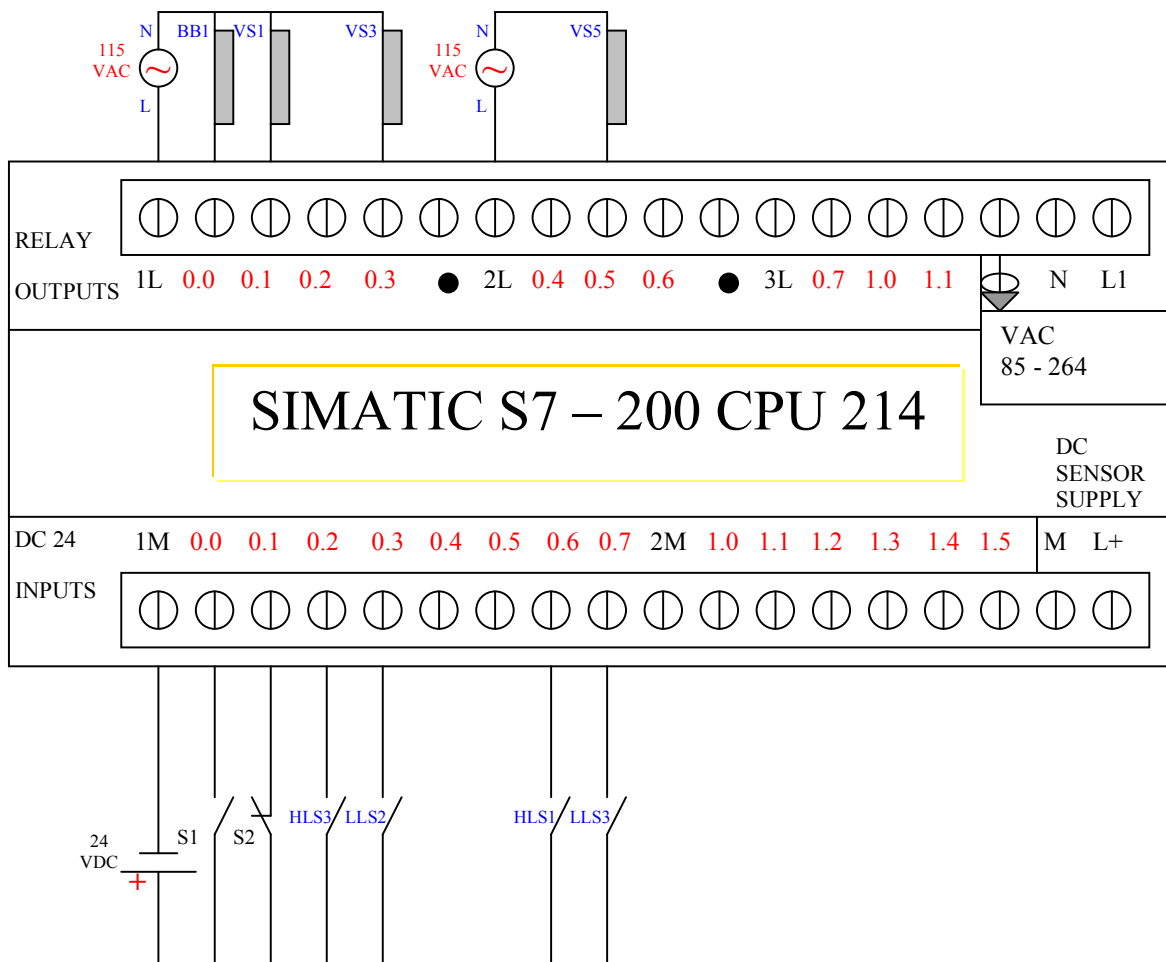 N BB1 VS1 VS3 N VS5
115 115
VAC VAC
L L
RELAY
OUTPUTS 1L 0.0 0.1 0.2 0.3 2L 0.4 0.5 0.6 3L 0.7 1.0 1.1 N L1
VAC
85 - 264
SIMATIC S7 – 200 CPU 214
DC
SENSOR
SUPPLY
DC 24 1M 0.0 0.1 0.2 0.3 0.4 0.5 0.6 0.7 2M 1.0 1.1 1.2 1.3 1.4 1.5 M L+
INPUTS
HLS3 LLS2 HLS1 LLS3
S1 S2
24
VDC
+